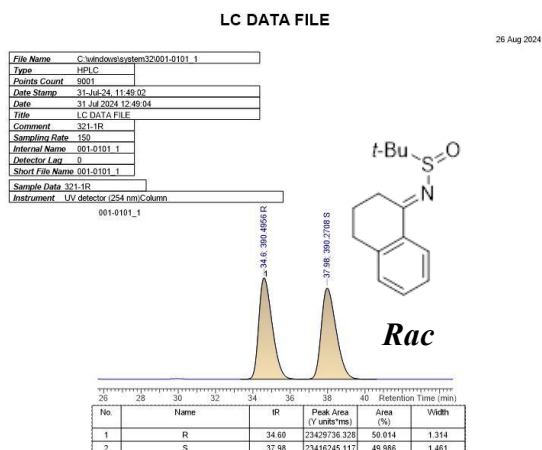 LC DATA FILE
26 Aug 2024
File Name C:\windows\system32\001-0101_1
Type HPLC
Points Count 9001
Date Stamp 31-Jul-24, 11:49:02
Date 31 Jul 2024 12:49:04
Title LC DATA FILE
Comment 321-1R
Sampling Rate 150
Internal Name 001-0101_1
Detector Lag 0
Short File Name 001-0101_1
Sample Data 321-1R
Instrument UV detector (254 nm)Column
001-0101_1
34.6; 390.4956 R
37.98; 390.2708 S
t-Bu S O
N
Rac
26 28 30 32 34 36 38 40 Retention Time (min)
No. Name tR Peak Area (Y units*ms) Area (%) Width
1 R 34.60 23429736.328 50.014 1.314
2 S 37.98 23416245.117 49.986 1.461